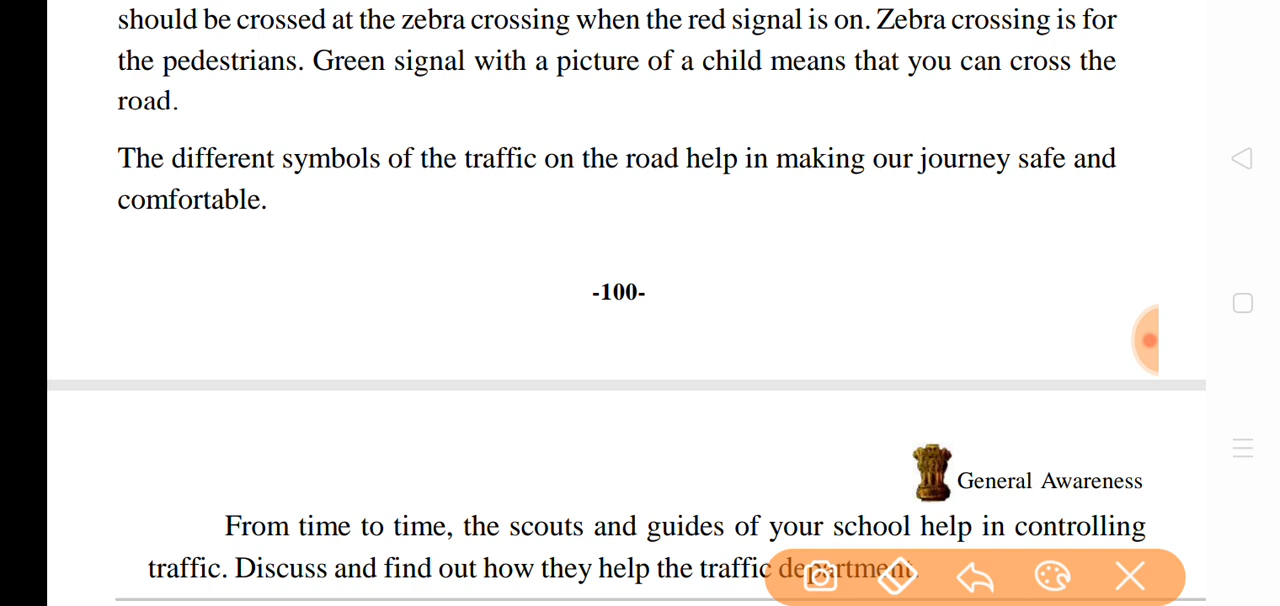 should be crossed at the zebra crossing when the red signal is on. Zebra crossing is for
the pedestrians. Green signal with a picture of a child means that you can cross the
road.
The different symbols of the traffic on the road help in making our journey safe and
comfortable.
-100-
General Awareness
From time to time, the scouts and guides of your school help in controlling
traffic. Discuss and find out how they help the traffic department.